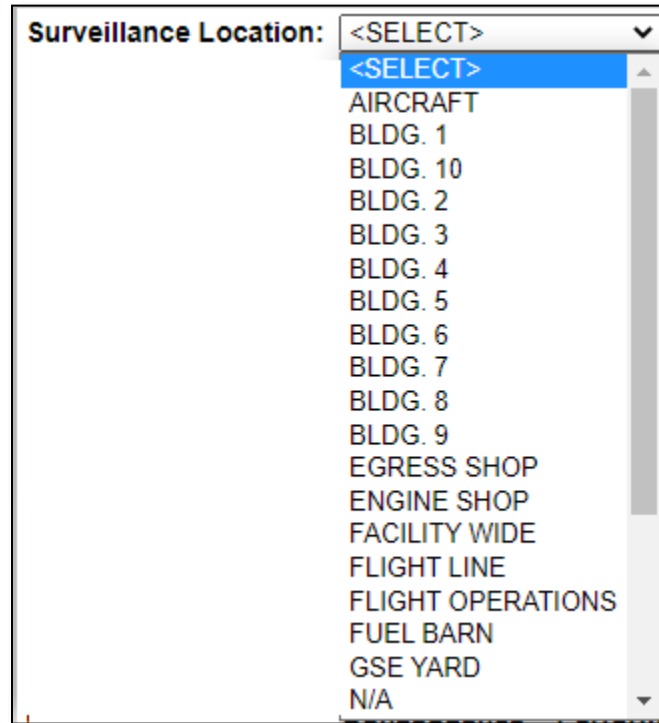 Surveillance Location: <SELECT>
<SELECT>
AIRCRAFT
BLDG. 1
BLDG. 10
BLDG. 2
BLDG. 3
BLDG. 4
BLDG. 5
BLDG. 6
BLDG. 7
BLDG. 8
BLDG. 9
EGRESS SHOP
ENGINE SHOP
FACILITY WIDE
FLIGHT LINE
FLIGHT OPERATIONS
FUEL BARN
GSE YARD
N/A